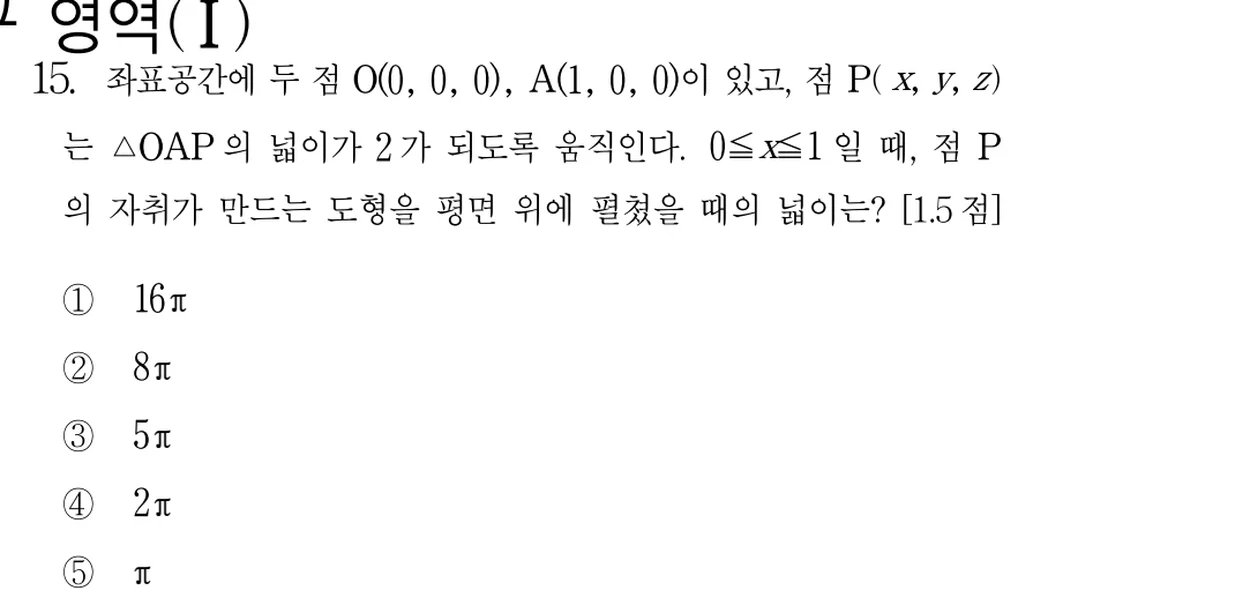 영역(Ⅰ)
15. 좌표공간에 두 점 O(0, 0, 0), A(1, 0, 0)이 있고, 점 P( x, y, z)
는 △OAP의 넓이가 2가 되도록 움직인다. 0≦x≦1일 때, 점 P
의 자취가 만드는 도형을 평면 위에 펼쳤을 때의 넓이는? [1.5점]
① 16π
② 8π
③ 5π
④ 2π
⑤ π